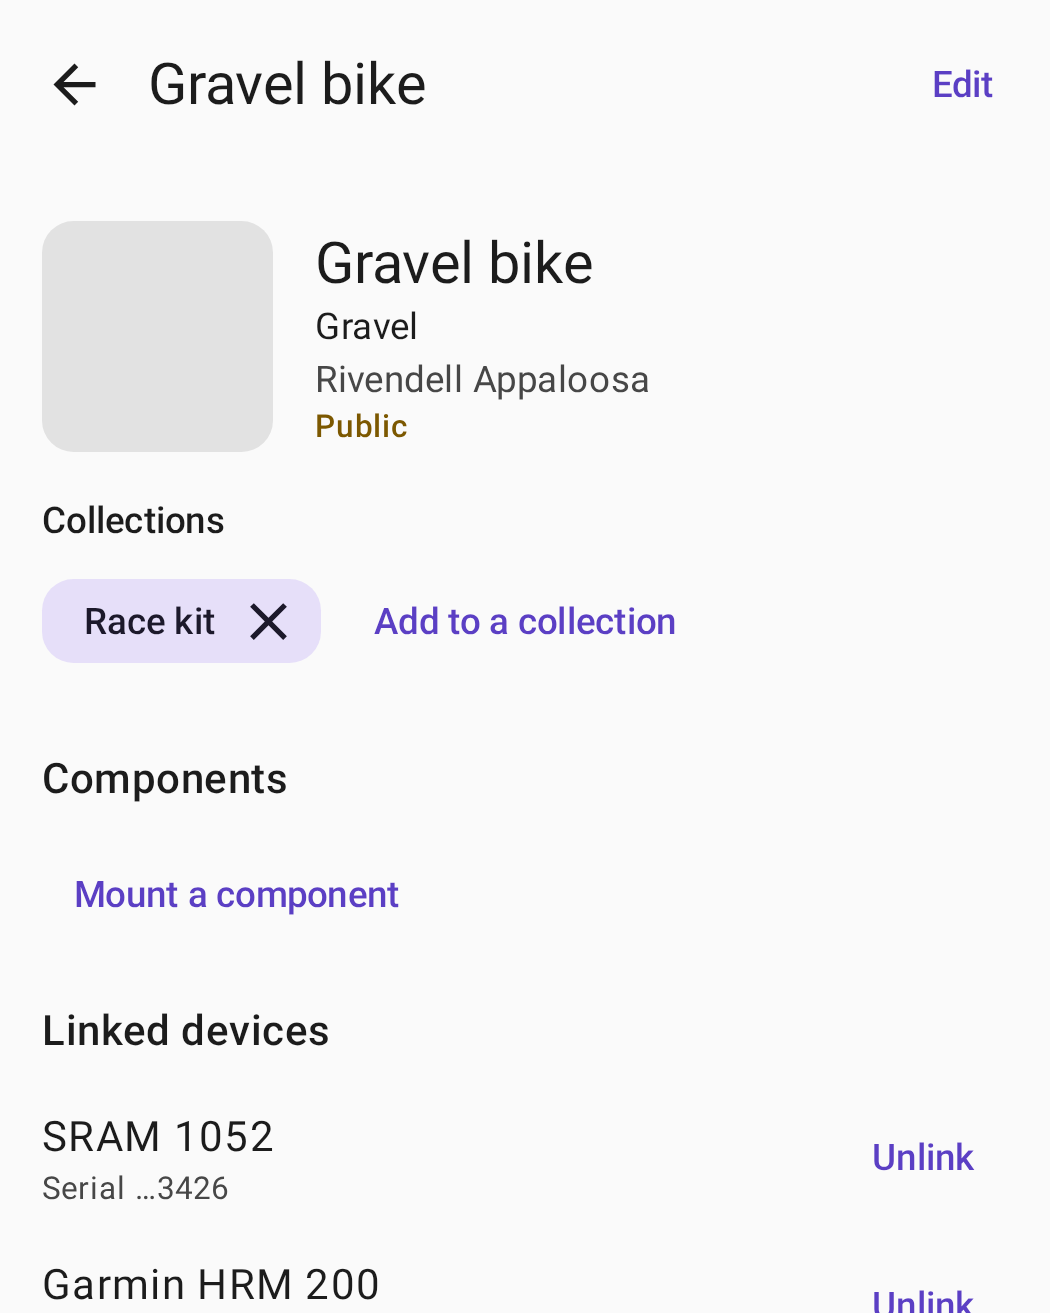 Gravel bike
Edit
Gravel bike
Gravel
Rivendell Appaloosa
Public
Collections
Race kit
Add to a collection
Components
Mount a component
Linked devices
SRAM 1052
Unlink
Serial …3426
Garmin HRM 200
Unlink